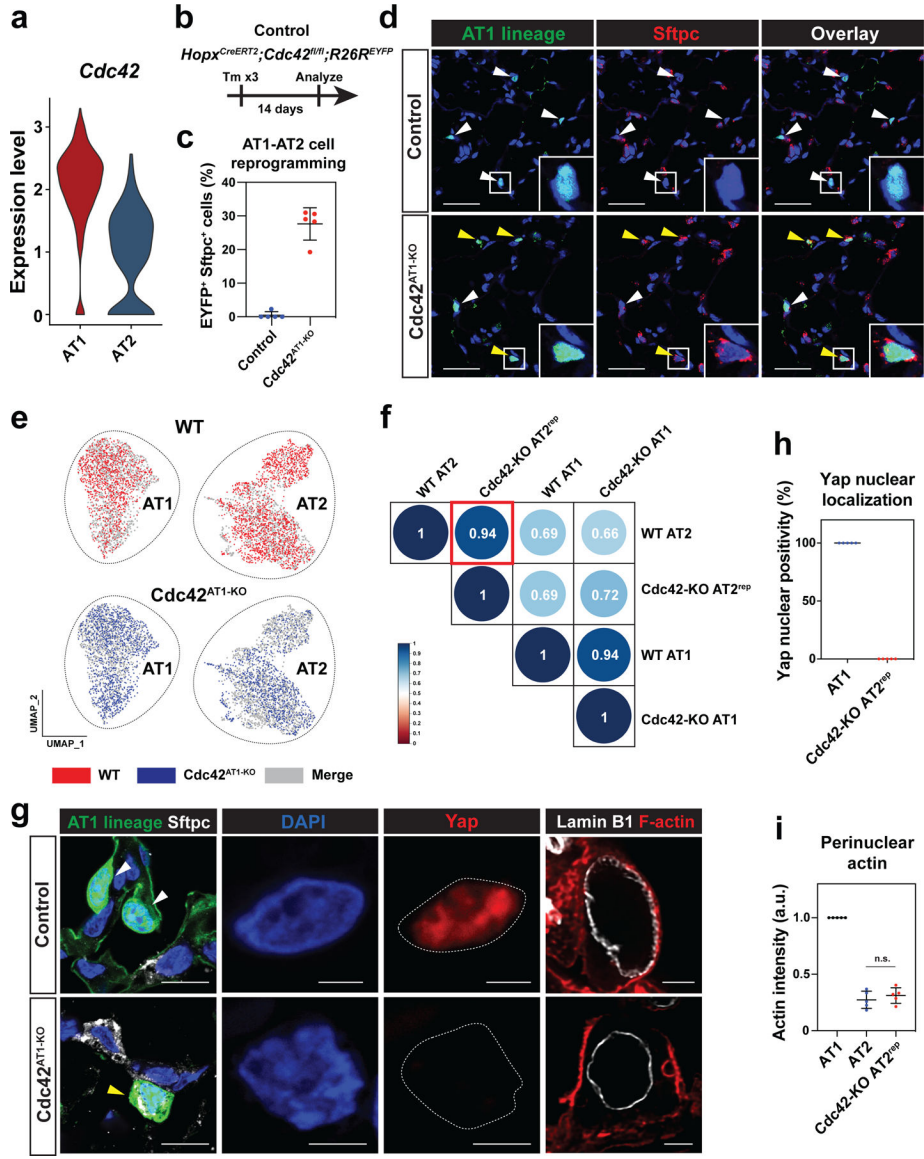 a
Cdc42
Expression level
3
2
1
0
AT1
AT2
b
Control
Hopx^CreERT2;Cdc42^fl/fl;R26R^EYFP
Tm x3
Analyze
14 days
c
AT1-AT2 cell
reprogramming
EYFP⁺ Sftpc⁺ cells (%)
40
30
20
10
0
Control
Cdc42^AT1-KO
d
AT1 lineage
Sftpc
Overlay
Control
Cdc42^AT1-KO
e
WT
AT1
AT2
Cdc42^AT1-KO
AT1
AT2
UMAP_2
UMAP_1
WT
Cdc42^AT1-KO
Merge
f
WT AT2
Cdc42-KO AT2^rep
WT AT1
Cdc42-KO AT1
1
0.94
0.69
0.66
WT AT2
1
0.69
0.72
Cdc42-KO AT2^rep
1
0.94
WT AT1
1
Cdc42-KO AT1
1
0.9
0.8
0.7
0.6
0.5
0.4
0.3
0.2
0.1
0
h
Yap nuclear
localization
Yap nuclear positivity (%)
100
50
0
AT1
Cdc42-KO AT2^rep
g
AT1 lineage Sftpc
DAPI
Yap
Lamin B1 F-actin
Control
Cdc42^AT1-KO
i
Perinuclear
actin
Actin intensity (a.u.)
1.0
0.5
0
n.s.
AT1
AT2
Cdc42-KO AT2^rep